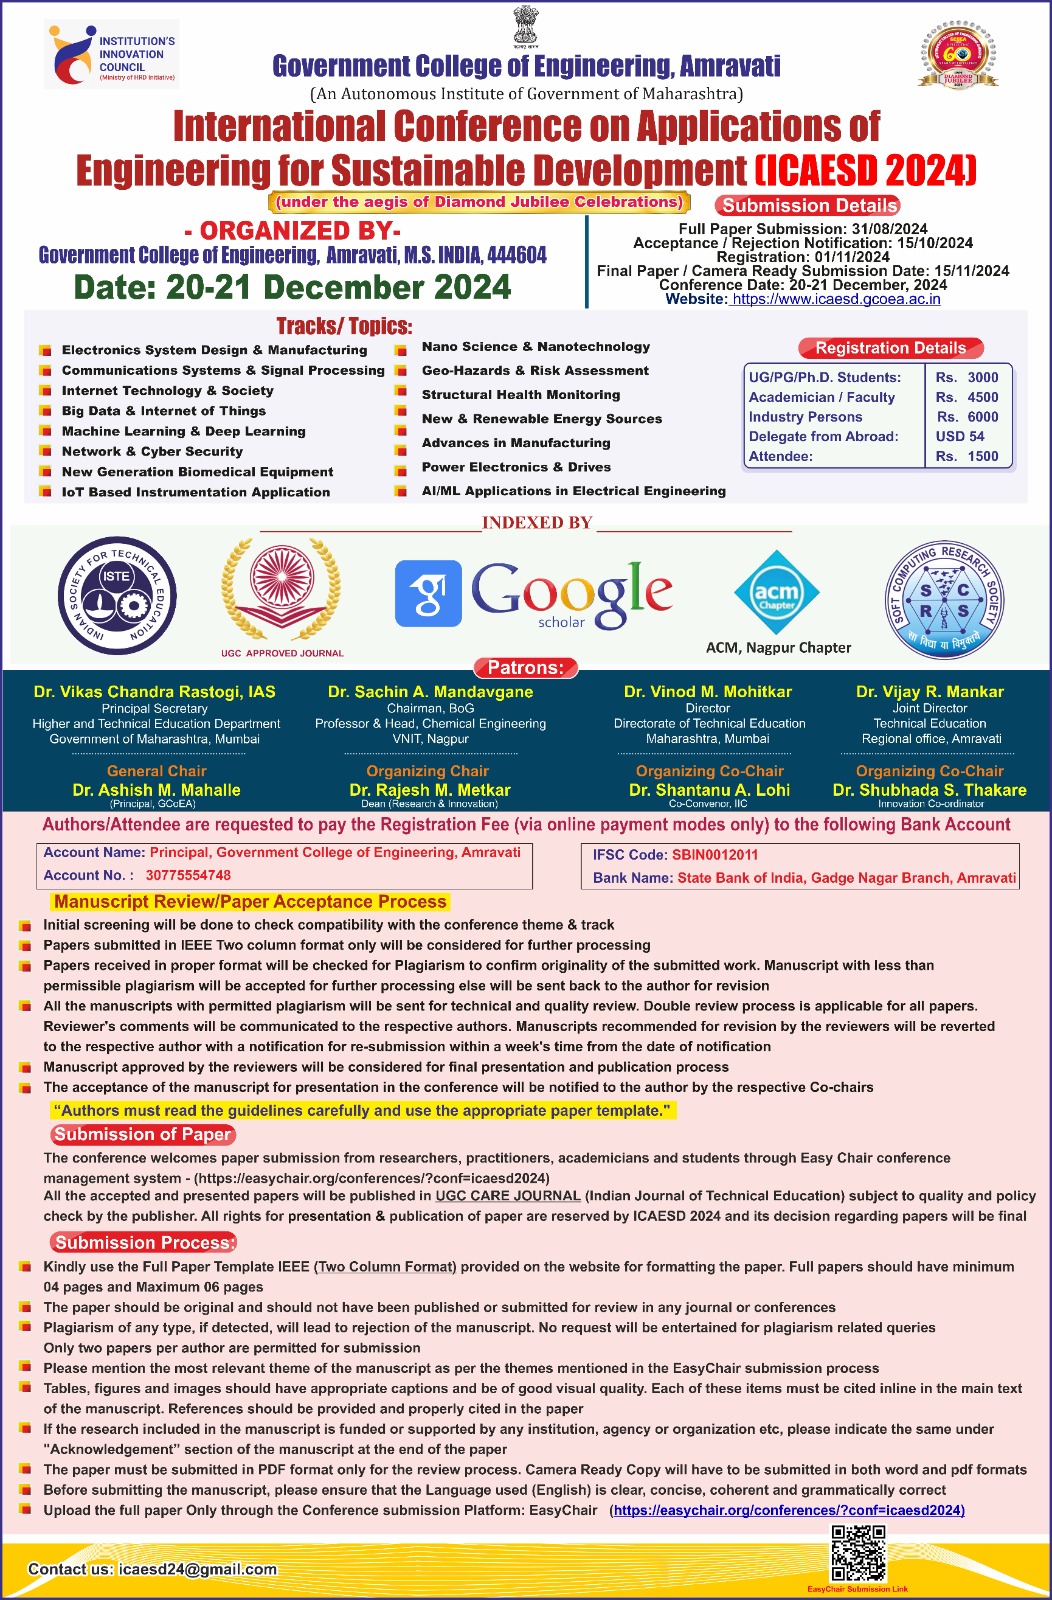 INSTITUTION'S
INNOVATION
COUNCIL
(Ministry of HRD Initiative)
Government College of Engineering, Amravati
(An Autonomous Institute of Government of Maharashtra)
International Conference on Applications of
Engineering for Sustainable Development (ICAESD 2024)
(under the aegis of Diamond Jubilee Celebrations)
- ORGANIZED BY-
Government College of Engineering, Amravati, M.S. INDIA, 444604
Date: 20-21 December 2024
Submission Details
Full Paper Submission: 31/08/2024
Acceptance / Rejection Notification: 15/10/2024
Registration: 01/11/2024
Final Paper / Camera Ready Submission Date: 15/11/2024
Conference Date: 20-21 December, 2024
Website: https://www.icaesd.gcoea.ac.in
Tracks/ Topics:
Electronics System Design & Manufacturing
Communications Systems & Signal Processing
Internet Technology & Society
Big Data & Internet of Things
Machine Learning & Deep Learning
Network & Cyber Security
New Generation Biomedical Equipment
IoT Based Instrumentation Application
Nano Science & Nanotechnology
Geo-Hazards & Risk Assessment
Structural Health Monitoring
New & Renewable Energy Sources
Advances in Manufacturing
Power Electronics & Drives
AI/ML Applications in Electrical Engineering
Registration Details
UG/PG/Ph.D. Students: Rs. 3000
Academician / Faculty Rs. 4500
Industry Persons Rs. 6000
Delegate from Abroad: USD 54
Attendee: Rs. 1500
INDEXED BY
INDIAN SOCIETY FOR TECHNICAL EDUCATION
ISTE
UGC APPROVED JOURNAL
Google
scholar
acm
Chapter
ACM, Nagpur Chapter
SOFT COMPUTING RESEARCH SOCIETY
S C
R S
सा विद्या या विमुक्तये
Patrons:
Dr. Vikas Chandra Rastogi, IAS
Principal Secretary
Higher and Technical Education Department
Government of Maharashtra, Mumbai
Dr. Sachin A. Mandavgane
Chairman, BoG
Professor & Head, Chemical Engineering
VNIT, Nagpur
Dr. Vinod M. Mohitkar
Director
Directorate of Technical Education
Maharashtra, Mumbai
Dr. Vijay R. Mankar
Joint Director
Technical Education
Regional office, Amravati
General Chair
Dr. Ashish M. Mahalle
(Principal, GCoEA)
Organizing Chair
Dr. Rajesh M. Metkar
Dean (Research & Innovation)
Organizing Co-Chair
Dr. Shantanu A. Lohi
Co-Convenor, IIC
Organizing Co-Chair
Dr. Shubhada S. Thakare
Innovation Co-ordinator
Authors/Attendee are requested to pay the Registration Fee (via online payment modes only) to the following Bank Account
Account Name: Principal, Government College of Engineering, Amravati
Account No. : 30775554748
IFSC Code: SBIN0012011
Bank Name: State Bank of India, Gadge Nagar Branch, Amravati
Manuscript Review/Paper Acceptance Process
Initial screening will be done to check compatibility with the conference theme & track
Papers submitted in IEEE Two column format only will be considered for further processing
Papers received in proper format will be checked for Plagiarism to confirm originality of the submitted work. Manuscript with less than
permissible plagiarism will be accepted for further processing else will be sent back to the author for revision
All the manuscripts with permitted plagiarism will be sent for technical and quality review. Double review process is applicable for all papers.
Reviewer's comments will be communicated to the respective authors. Manuscripts recommended for revision by the reviewers will be reverted
to the respective author with a notification for re-submission within a week's time from the date of notification
Manuscript approved by the reviewers will be considered for final presentation and publication process
The acceptance of the manuscript for presentation in the conference will be notified to the author by the respective Co-chairs
“Authors must read the guidelines carefully and use the appropriate paper template."
Submission of Paper
The conference welcomes paper submission from researchers, practitioners, academicians and students through Easy Chair conference
management system - (https://easychair.org/conferences/?conf=icaesd2024)
All the accepted and presented papers will be published in UGC CARE JOURNAL (Indian Journal of Technical Education) subject to quality and policy
check by the publisher. All rights for presentation & publication of paper are reserved by ICAESD 2024 and its decision regarding papers will be final
Submission Process:
Kindly use the Full Paper Template IEEE (Two Column Format) provided on the website for formatting the paper. Full papers should have minimum
04 pages and Maximum 06 pages
The paper should be original and should not have been published or submitted for review in any journal or conferences
Plagiarism of any type, if detected, will lead to rejection of the manuscript. No request will be entertained for plagiarism related queries
Only two papers per author are permitted for submission
Please mention the most relevant theme of the manuscript as per the themes mentioned in the EasyChair submission process
Tables, figures and images should have appropriate captions and be of good visual quality. Each of these items must be cited inline in the main text
of the manuscript. References should be provided and properly cited in the paper
If the research included in the manuscript is funded or supported by any institution, agency or organization etc, please indicate the same under
"Acknowledgement” section of the manuscript at the end of the paper
The paper must be submitted in PDF format only for the review process. Camera Ready Copy will have to be submitted in both word and pdf formats
Before submitting the manuscript, please ensure that the Language used (English) is clear, concise, coherent and grammatically correct
Upload the full paper Only through the Conference submission Platform: EasyChair (https://easychair.org/conferences/?conf=icaesd2024)
Contact us: icaesd24@gmail.com
EasyChair Submission Link